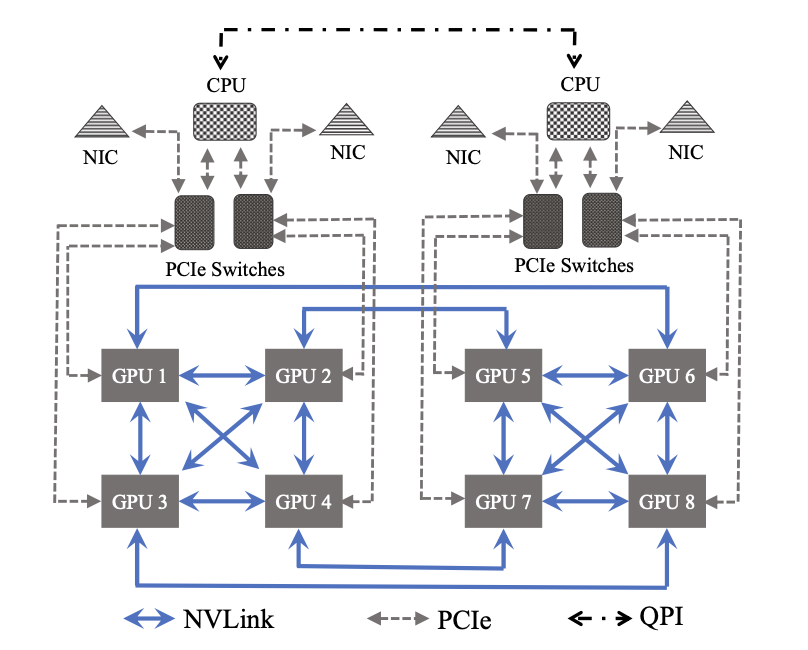 CPU
CPU
NIC
NIC
NIC
NIC
PCIe Switches
PCIe Switches
GPU 1
GPU 2
GPU 5
GPU 6
GPU 3
GPU 4
GPU 7
GPU 8
NVLink
PCIe
QPI